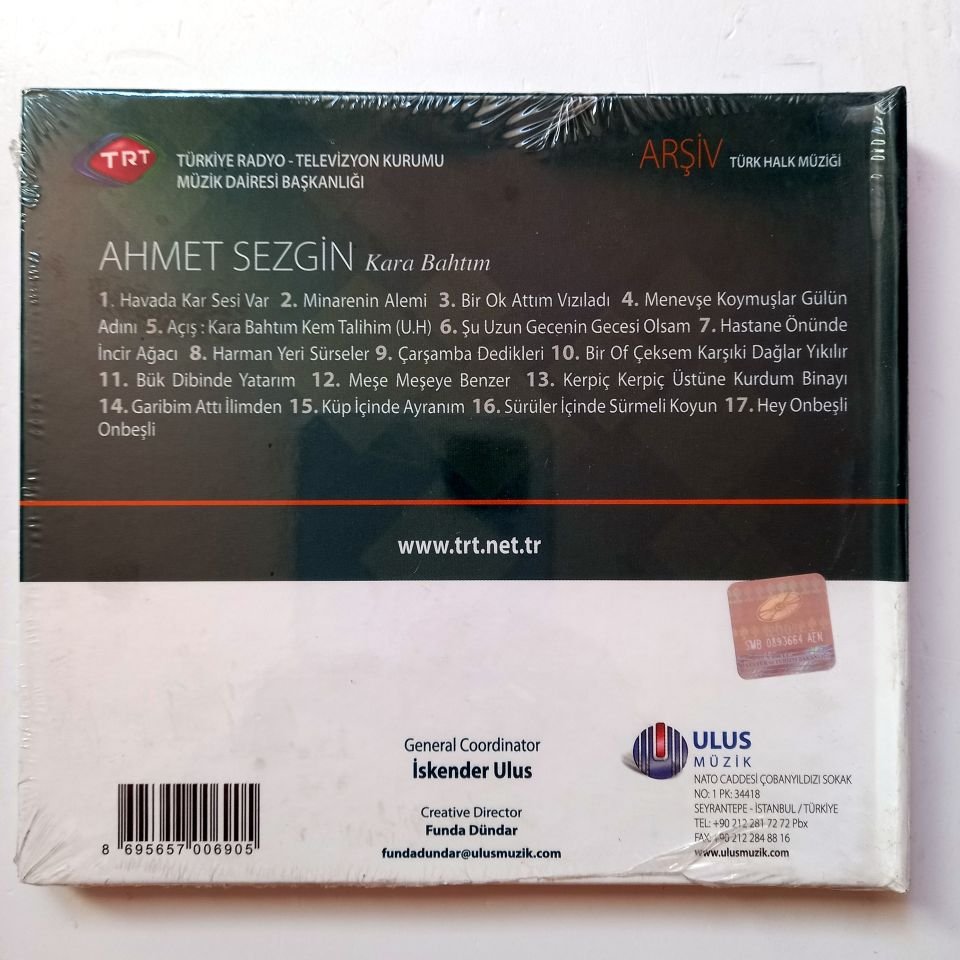 TRT
TÜRKİYE RADYO - TELEVİZYON KURUMU
MÜZİK DAİRESİ BAŞKANLIĞI
ARŞİV TÜRK HALK MÜZİĞİ
AHMET SEZGİN Kara Bahtım
1. Havada Kar Sesi Var 2. Minarenin Alemi 3. Bir Ok Attım Vızıladı 4. Menevşe Koymuşlar Gülün
Adını 5. Açış : Kara Bahtım Kem Talihim (U.H) 6. Şu Uzun Gecenin Gecesi Olsam 7. Hastane Önünde
İncir Ağacı 8. Harman Yeri Sürseler 9. Çarşamba Dedikleri 10. Bir Of Çeksem Karşıki Dağlar Yıkılır
11. Bük Dibinde Yatarım 12. Meşe Meşeye Benzer 13. Kerpiç Kerpiç Üstüne Kurdum Binayı
14. Garibim Attı İlimden 15. Küp İçinde Ayranım 16. Sürüler İçinde Sürmeli Koyun 17. Hey Onbeşli
Onbeşli
www.trt.net.tr
SWB 0893664 AEN
General Coordinator
İskender Ulus
Creative Director
Funda Dündar
fundadundar@ulusmuzik.com
ULUS
MÜZİK
NATO CADDESİ ÇOBANYILDIZI SOKAK
NO: 1 PK: 34418
SEYRANTEPE - İSTANBUL / TÜRKİYE
TEL: +90 212 281 72 72 Pbx
FAX: +90 212 284 88 16
www.ulusmuzik.com
8 695657 006905